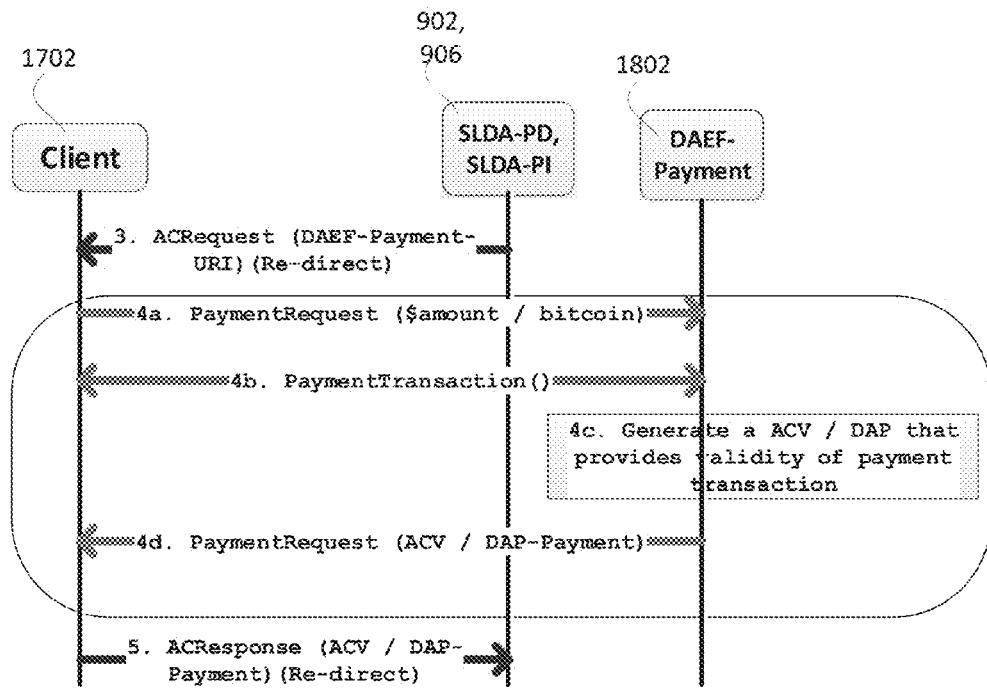 902,
906
1702
1802
Client
SLDA-PD,
SLDA-PI
DAEF-
Payment
3. ACRequest (DAEF-Payment-
URI)(Re-direct)
4a. PaymentRequest ($amount / bitcoin)
4b. PaymentTransaction()
4c. Generate a ACV / DAP that
provides validity of payment
transaction
4d. PaymentRequest (ACV / DAP-Payment)
5. ACResponse (ACV / DAP-
Payment)(Re-direct)